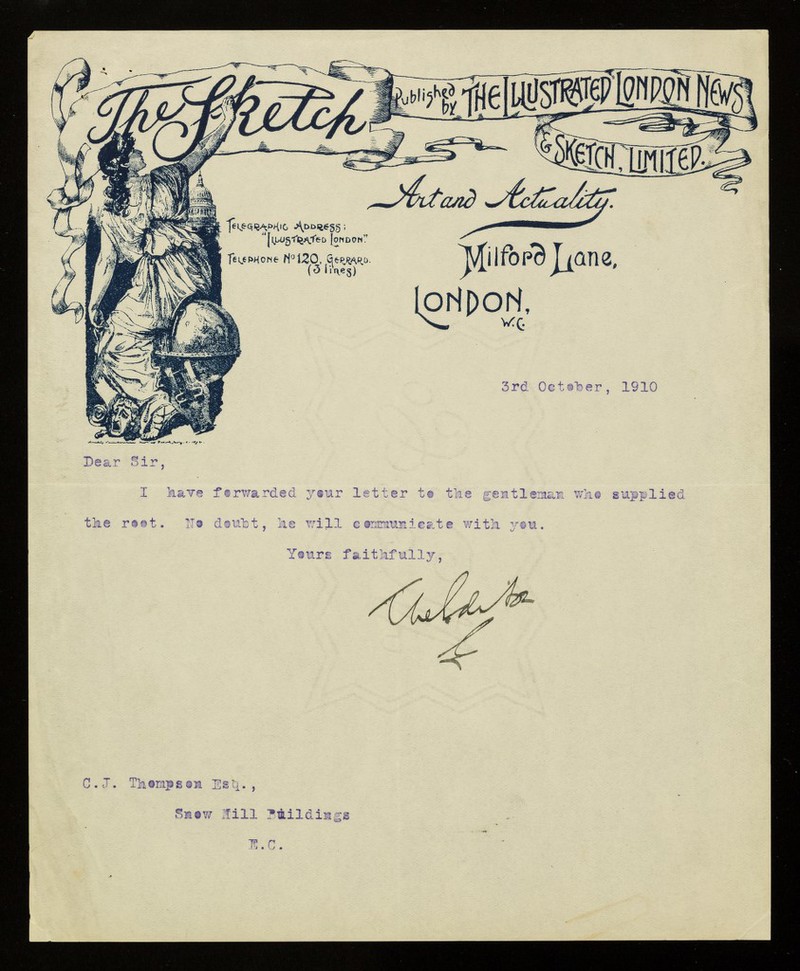 The Sketch
Published by THE ILLUSTRATED LONDON NEWS
& SKETCH, LIMITED.
Art and Actuality.
TELEGRAPHIC ADDRESS:
"ILLUSTRATED LONDON."
TELEPHONE No 120, GERRARD.
(3 lines)
Milford Lane,
LONDON,
W.C.
3rd October, 1910
Dear Sir,
I have forwarded your letter to the gentleman who supplied
the root. No doubt, he will communicate with you.
Yours faithfully,
The Editor
C.J. Thompson Esq.,
Snow Hill Buildings
E.C.